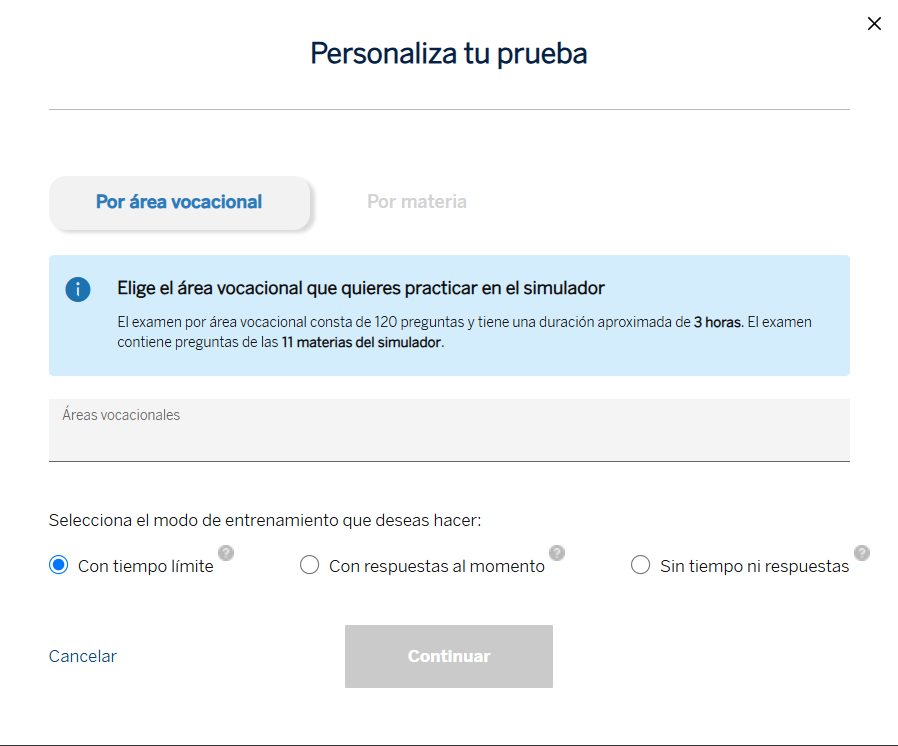 Personaliza tu prueba
Por área vocacional
Por materia
Elige el área vocacional que quieres practicar en el simulador
El examen por área vocacional consta de 120 preguntas y tiene una duración aproximada de 3 horas. El examen
contiene preguntas de las 11 materias del simulador.
Áreas vocacionales
Selecciona el modo de entrenamiento que deseas hacer:
Con tiempo límite ? Con respuestas al momento ? Sin tiempo ni respuestas ?
Cancelar
Continuar